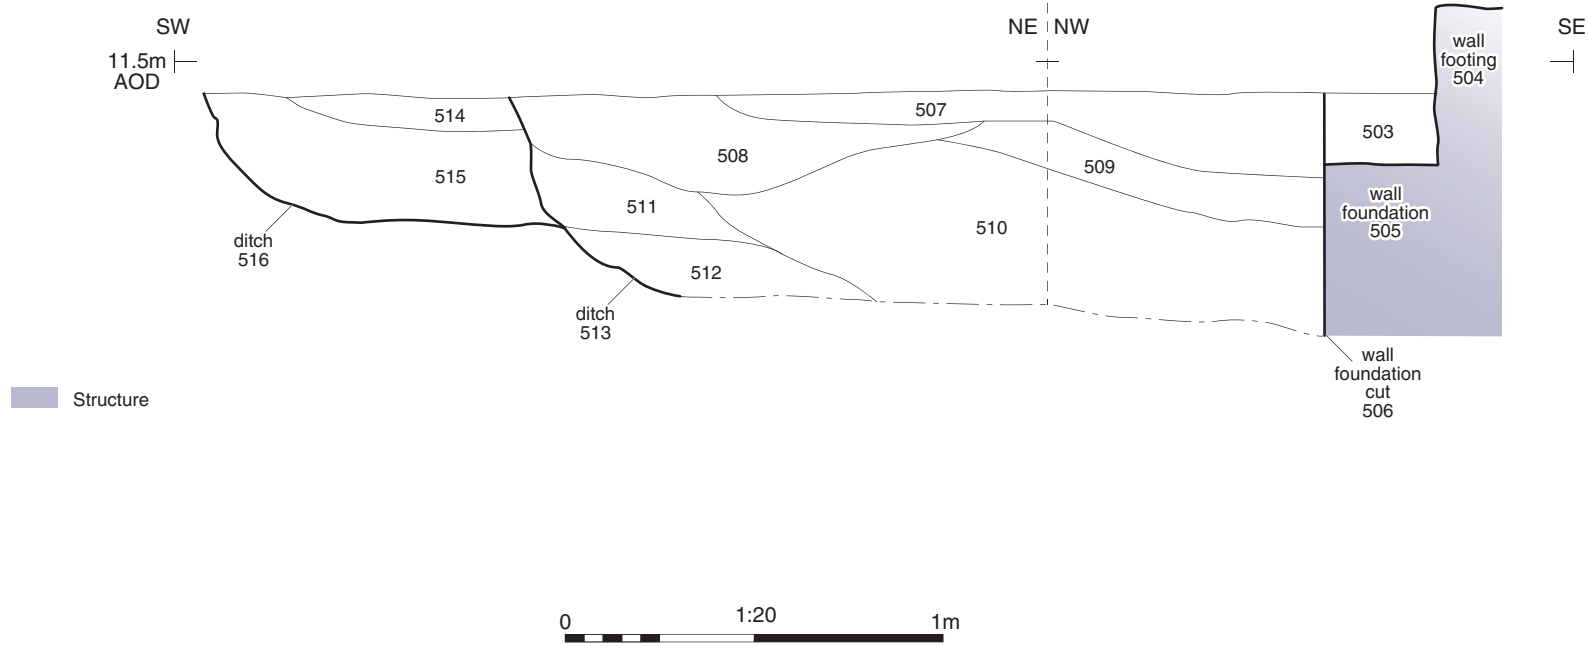 SW
NE
NW
SE
11.5m
AOD
wall
footing
504
514
507
503
508
515
509
511
wall
foundation
505
510
ditch
516
512
ditch
513
wall
foundation
cut
506
Structure
0
1:20
1m